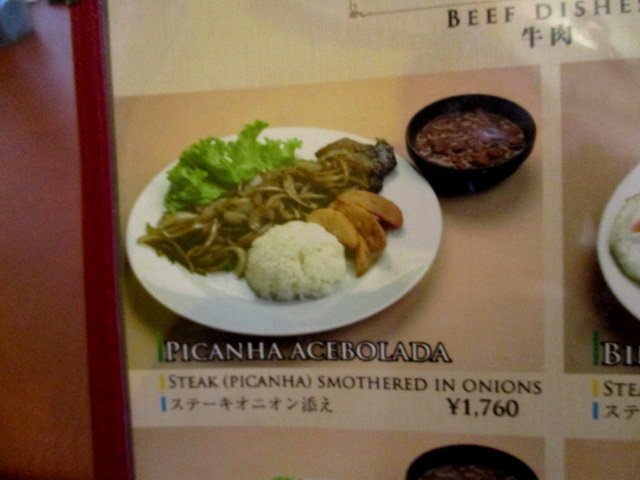 BEEF DISHES
牛肉
PICANHA ACEBOLADA
STEAK (PICANHA) SMOTHERED IN ONIONS
ステーキオニオン添え
¥1,760